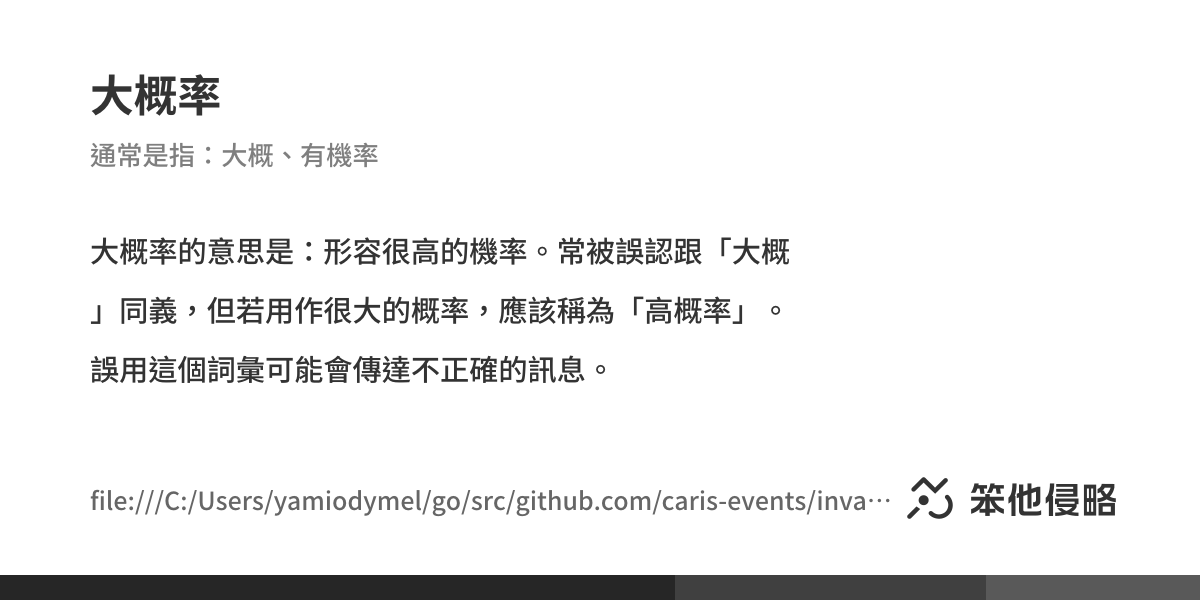 大概率
通常是指：大概、有機率
大概率的意思是：形容很高的機率。常被誤認跟「大概
」同義，但若用作很大的概率，應該稱為「高概率」。
誤用這個詞彙可能會傳達不正確的訊息。
file:///C:/Users/yamiodymel/go/src/github.com/caris-events/inva⋯
笨他侵略